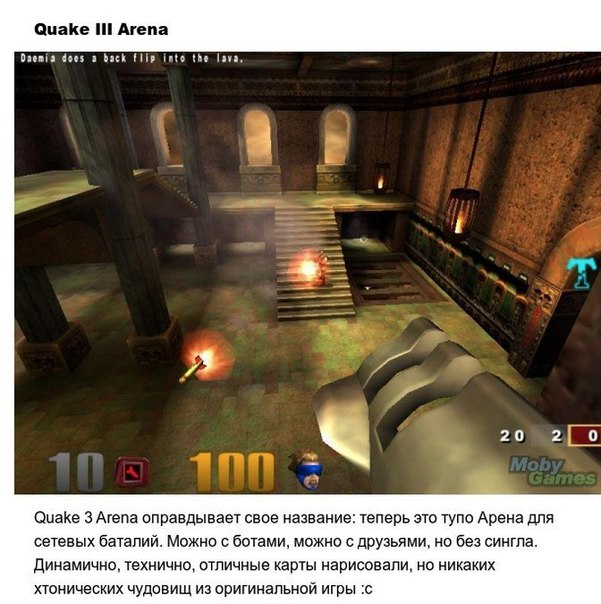 Quake III Arena
Daemia does a back flip into the lava.
20 2 0
10 100
Moby
Games
Quake 3 Arena оправдывает свое название: теперь это тупо Арена для
сетевых баталий. Можно с ботами, можно с друзьями, но без сингла.
Динамично, технично, отличные карты нарисовали, но никаких
хтонических чудовищ из оригинальной игры :с